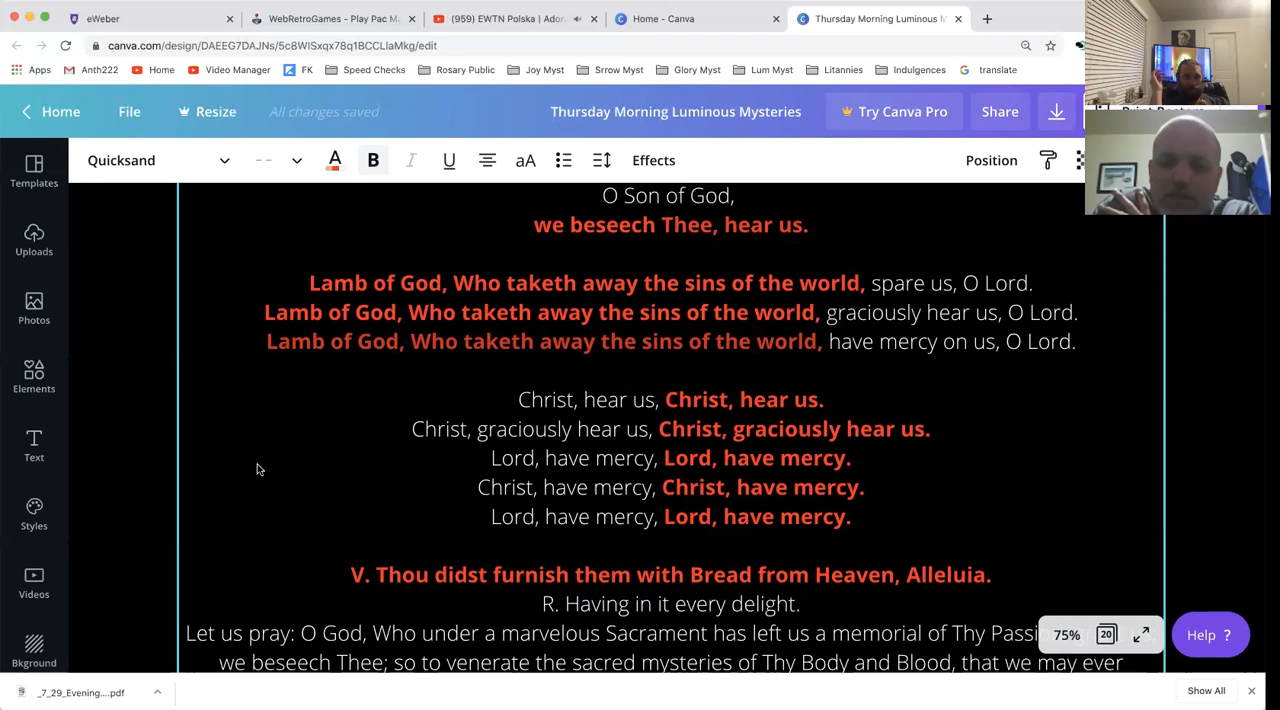 eWeber
WebRetroGames - Play Pac M
(959) EWTN Polska | Ador
Home - Canva
Thursday Morning Luminous M
canva.com/design/DAEEG7DAJNs/5c8WlSxqx78q1BCCLlaMkg/edit
Apps
Anth222
Home
Video Manager
FK
Speed Checks
Rosary Public
Joy Myst
Srrow Myst
Glory Myst
Lum Myst
Litannies
Indulgences
translate
Home
File
Resize
All changes saved
Thursday Morning Luminous Mysteries
Try Canva Pro
Share
Quicksand
A
B
I
U
aA
Effects
Position
Templates
Uploads
Photos
Elements
T
Text
Styles
Videos
Bkground
O Son of God,
we beseech Thee, hear us.
Lamb of God, Who taketh away the sins of the world, spare us, O Lord.
Lamb of God, Who taketh away the sins of the world, graciously hear us, O Lord.
Lamb of God, Who taketh away the sins of the world, have mercy on us, O Lord.
Christ, hear us, Christ, hear us.
Christ, graciously hear us, Christ, graciously hear us.
Lord, have mercy, Lord, have mercy.
Christ, have mercy, Christ, have mercy.
Lord, have mercy, Lord, have mercy.
V. Thou didst furnish them with Bread from Heaven, Alleluia.
R. Having in it every delight.
Let us pray: O God, Who under a marvelous Sacrament has left us a memorial of Thy
we beseech Thee; so to venerate the sacred mysteries of Thy Body and Blood, that we may ever
75%
20
Help ?
_7_29_Evening....pdf
Show All